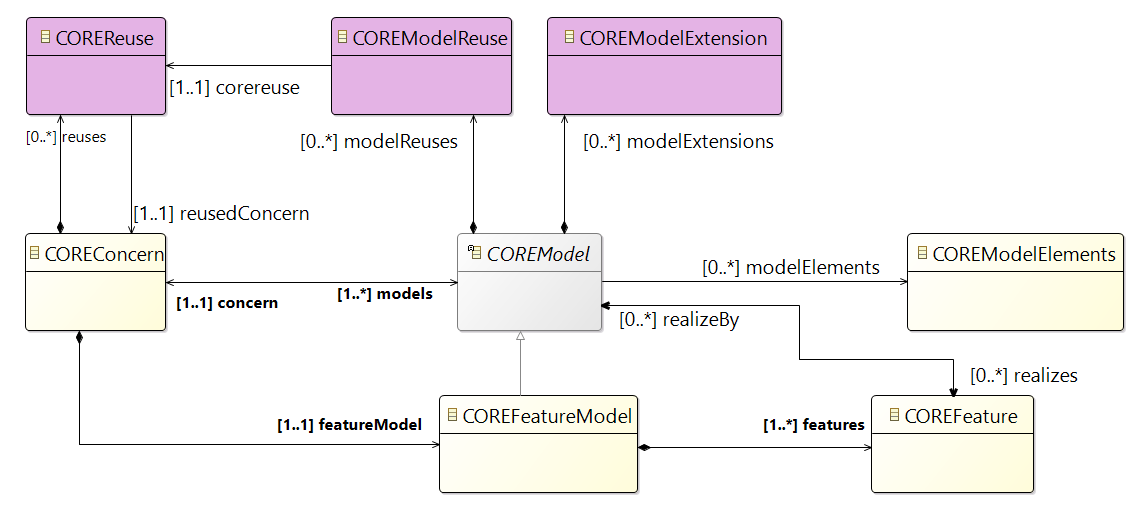 COREReuse
COREModelReuse
COREModelExtension
[1..1] corereuse
[0..*] reuses
[0..*] modelReuses
[0..*] modelExtensions
[1..1] reusedConcern
COREConcern
COREModel
COREModelElements
[0..*] modelElements
[1..1] concern
[1..*] models
[0..*] realizeBy
[0..*] realizes
COREFeatureModel
COREFeature
[1..1] featureModel
[1..*] features